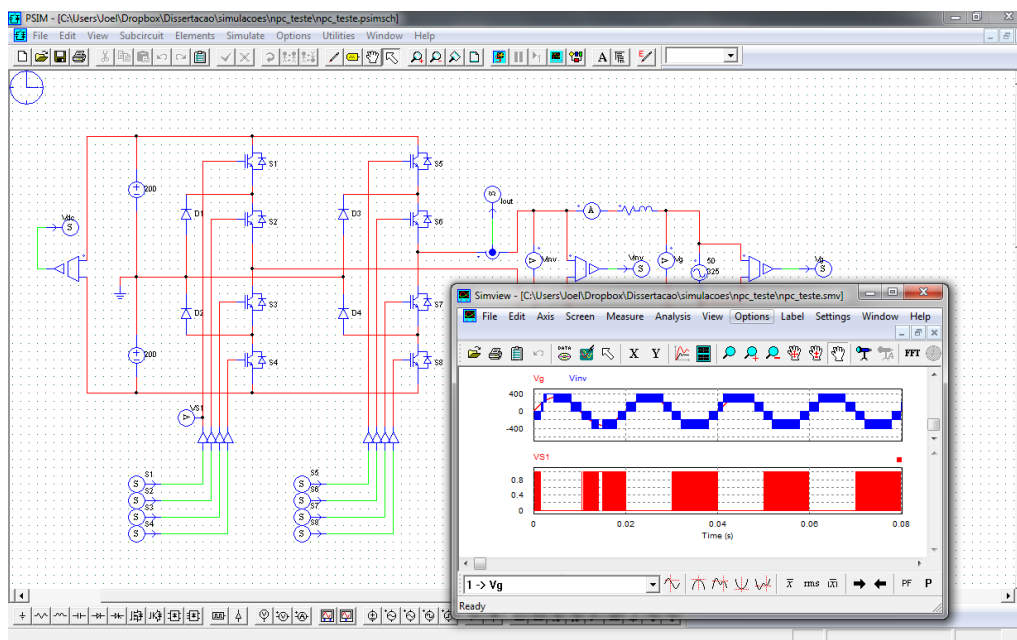 PSIM - [C:\Users\Joel\Dropbox\Dissertacao\simulacoes\npc_teste\npc_teste.psimsch]
File Edit View Subcircuit Elements Simulate Options Utilities Window Help
S1
S5
200
Iout
D1
S2
D3
S6
A
Vdc
S
Vinv
S
Vg
50
325
Vg
S
D2
S3
D4
S7
200
S4
S8
VS1
S1
S
S2
S
S3
S
S4
S
S5
S
S6
S
S7
S
S8
S
Simview - [C:\Users\Joel\Dropbox\Dissertacao\simulacoes\npc_teste\npc_teste.smv]
File Edit Axis Screen Measure Analysis View Options Label Settings Window Help
DATA X Y FFT
Vg Vinv
400
0
-400
VS1
0.8
0.4
0
0 0.02 0.04 0.06 0.08
Time (s)
1 -> Vg
x rms PF P
Ready